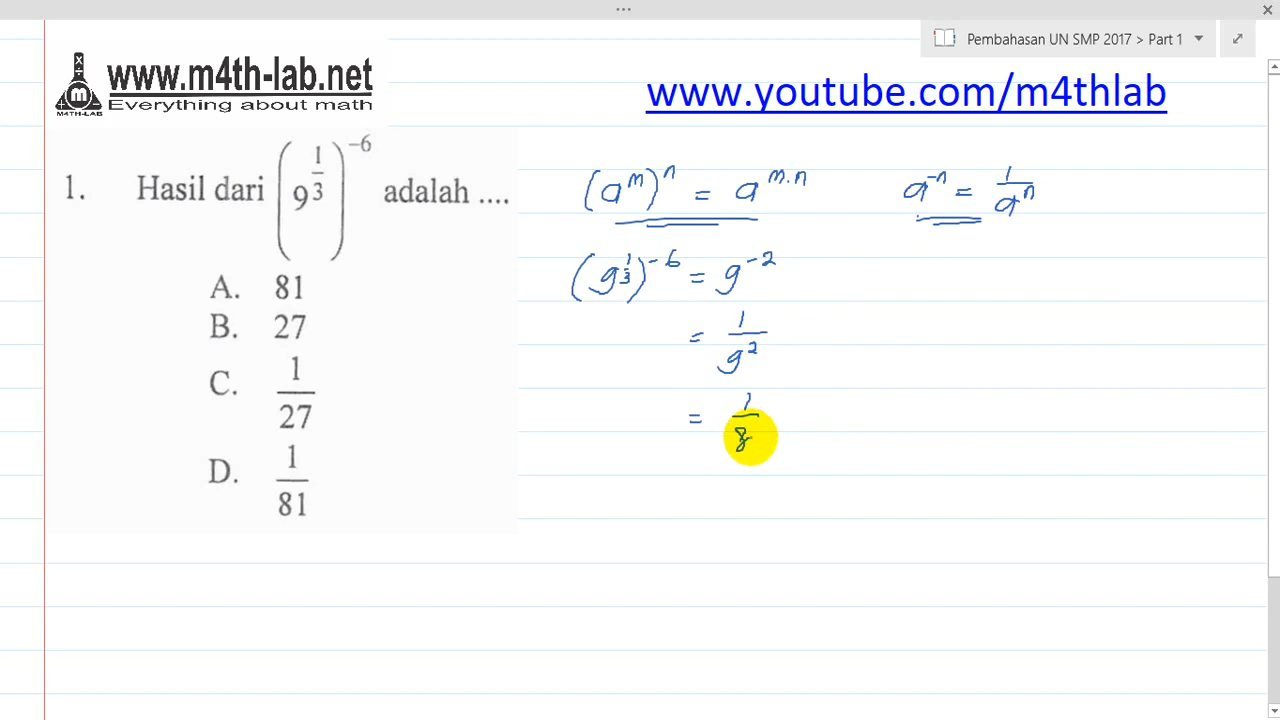 ...
Pembahasan UN SMP 2017 > Part 1
www.m4th-lab.net
Everything about math
M4TH-LAB
www.youtube.com/m4thlab
1. Hasil dari (9^(1/3))^-6 adalah ....
A. 81
B. 27
C. 1/27
D. 1/81
(a^m)^n = a^(m.n)
a^-n = 1/a^n
(9^(1/3))^-6 = 9^-2
= 1/9^2
= 1/8